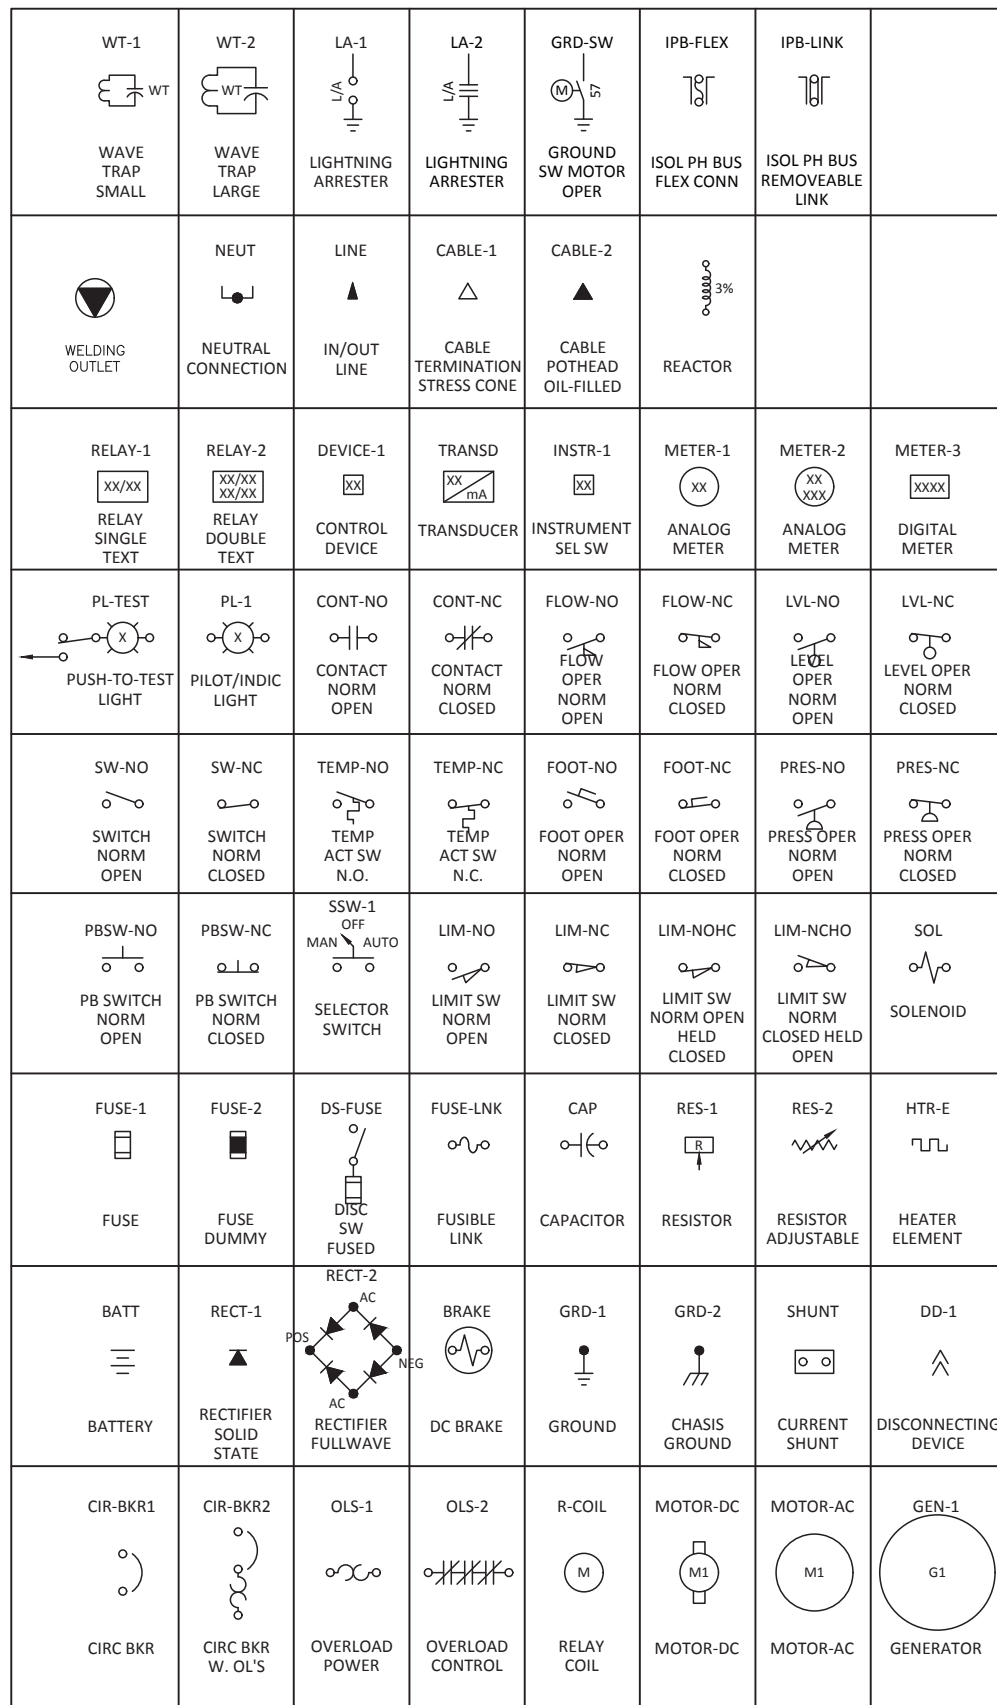 WT-1
WT
WAVE
TRAP
SMALL
WT-2
WT
WAVE
TRAP
LARGE
LA-1
L/A
LIGHTNING
ARRESTER
LA-2
L/A
LIGHTNING
ARRESTER
GRD-SW
M
57
GROUND
SW MOTOR
OPER
IPB-FLEX
ISOL PH BUS
FLEX CONN
IPB-LINK
ISOL PH BUS
REMOVEABLE
LINK
WELDING
OUTLET
NEUT
NEUTRAL
CONNECTION
LINE
IN/OUT
LINE
CABLE-1
CABLE
TERMINATION
STRESS CONE
CABLE-2
CABLE
POTHEAD
OIL-FILLED
3%
REACTOR
RELAY-1
XX/XX
RELAY
SINGLE
TEXT
RELAY-2
XX/XX
XX/XX
RELAY
DOUBLE
TEXT
DEVICE-1
XX
CONTROL
DEVICE
TRANSD
XX
mA
TRANSDUCER
INSTR-1
XX
INSTRUMENT
SEL SW
METER-1
XX
ANALOG
METER
METER-2
XX
XXX
ANALOG
METER
METER-3
XXXX
DIGITAL
METER
PL-TEST
X
PUSH-TO-TEST
LIGHT
PL-1
X
PILOT/INDIC
LIGHT
CONT-NO
CONTACT
NORM
OPEN
CONT-NC
CONTACT
NORM
CLOSED
FLOW-NO
FLOW
OPER
NORM
OPEN
FLOW-NC
FLOW OPER
NORM
CLOSED
LVL-NO
LEVEL
OPER
NORM
OPEN
LVL-NC
LEVEL OPER
NORM
CLOSED
SW-NO
SWITCH
NORM
OPEN
SW-NC
SWITCH
NORM
CLOSED
TEMP-NO
TEMP
ACT SW
N.O.
TEMP-NC
TEMP
ACT SW
N.C.
FOOT-NO
FOOT OPER
NORM
OPEN
FOOT-NC
FOOT OPER
NORM
CLOSED
PRES-NO
PRESS OPER
NORM
OPEN
PRES-NC
PRESS OPER
NORM
CLOSED
PBSW-NO
PB SWITCH
NORM
OPEN
PBSW-NC
PB SWITCH
NORM
CLOSED
SSW-1
OFF
MAN AUTO
SELECTOR
SWITCH
LIM-NO
LIMIT SW
NORM
OPEN
LIM-NC
LIMIT SW
NORM
CLOSED
LIM-NOHC
LIMIT SW
NORM OPEN
HELD
CLOSED
LIM-NCHO
LIMIT SW
NORM
CLOSED HELD
OPEN
SOL
SOLENOID
FUSE-1
FUSE
FUSE-2
FUSE
DUMMY
DS-FUSE
DISC
SW
FUSED
FUSE-LNK
FUSIBLE
LINK
CAP
CAPACITOR
RES-1
R
RESISTOR
RES-2
RESISTOR
ADJUSTABLE
HTR-E
HEATER
ELEMENT
BATT
BATTERY
RECT-1
RECTIFIER
SOLID
STATE
RECT-2
AC
POS
NEG
AC
RECTIFIER
FULLWAVE
BRAKE
DC BRAKE
GRD-1
GROUND
GRD-2
CHASIS
GROUND
SHUNT
CURRENT
SHUNT
DD-1
DISCONNECTING
DEVICE
CIR-BKR1
CIRC BKR
CIR-BKR2
CIRC BKR
W. OL'S
OLS-1
OVERLOAD
POWER
OLS-2
OVERLOAD
CONTROL
R-COIL
M
RELAY
COIL
MOTOR-DC
M1
MOTOR-DC
MOTOR-AC
M1
MOTOR-AC
GEN-1
G1
GENERATOR